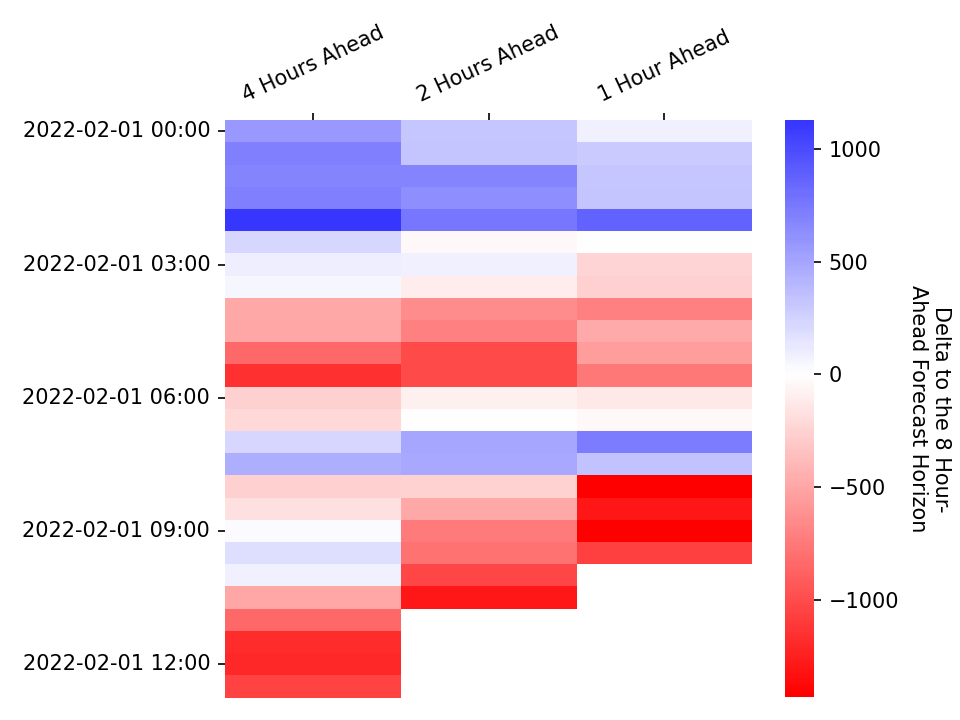 4 Hours Ahead
2 Hours Ahead
1 Hour Ahead
2022-02-01 00:00
2022-02-01 03:00
2022-02-01 06:00
2022-02-01 09:00
2022-02-01 12:00
1000
500
0
−500
−1000
Delta to the 8 Hour-
Ahead Forecast Horizon